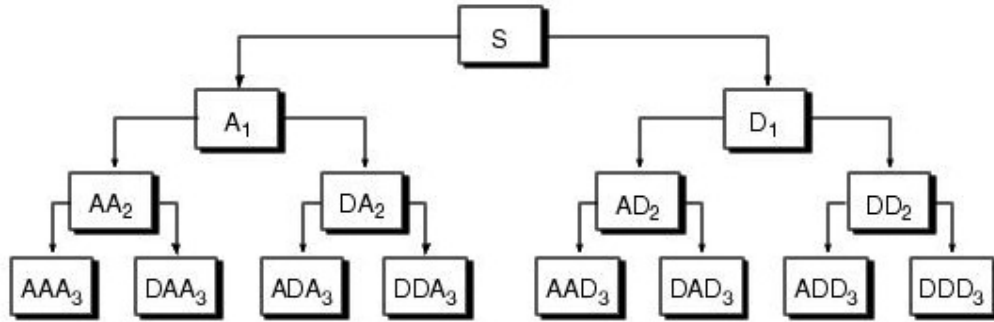 S
A₁ D₁
AA₂ DA₂ AD₂ DD₂
AAA₃ DAA₃ ADA₃ DDA₃ AAD₃ DAD₃ ADD₃ DDD₃